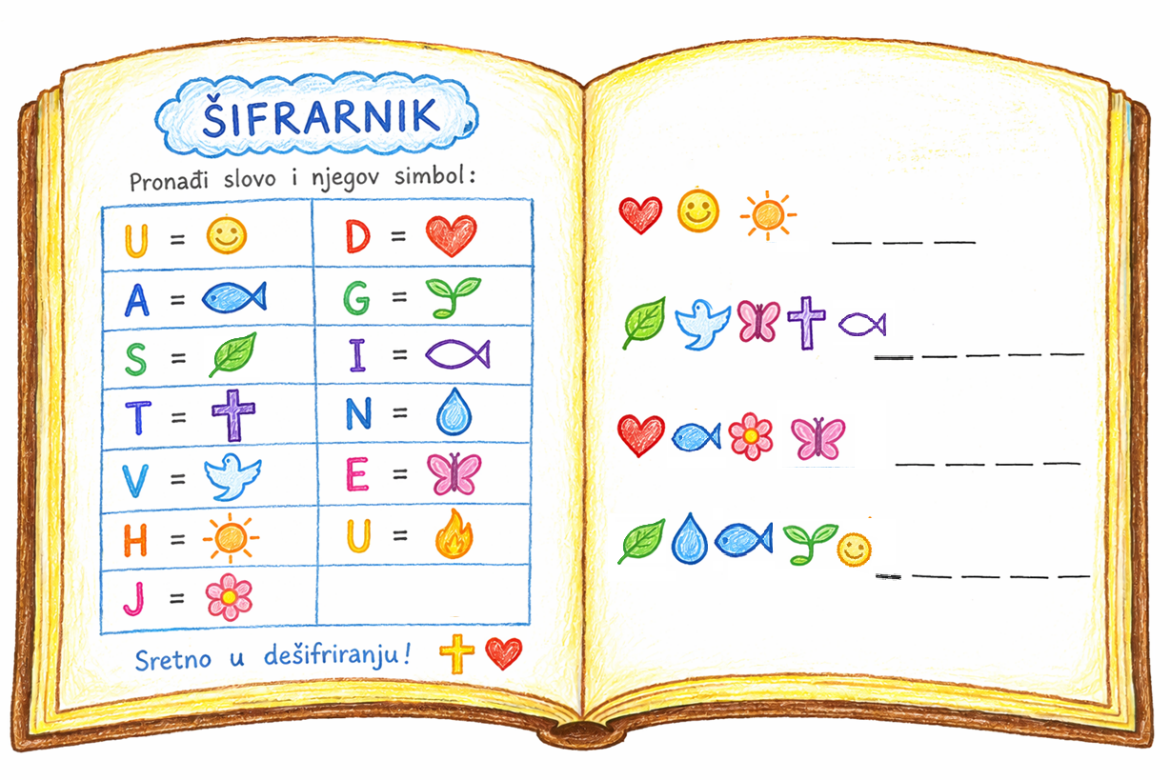 ŠIFRARNIK
Pronađi slovo i njegov simbol:
U = D =
A = G =
S = I =
T = N =
V = E =
H = U =
J =
Sretno u dešifriranju!